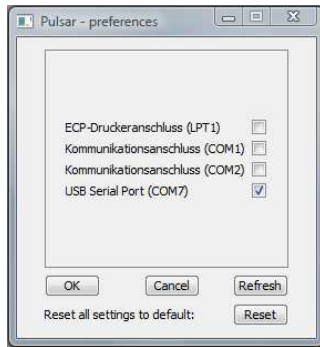 Pulsar - preferences
ECP-Druckeranschluss (LPT1)
Kommunikationsanschluss (COM1)
Kommunikationsanschluss (COM2)
USB Serial Port (COM7)
OK Cancel Refresh
Reset all settings to default: Reset